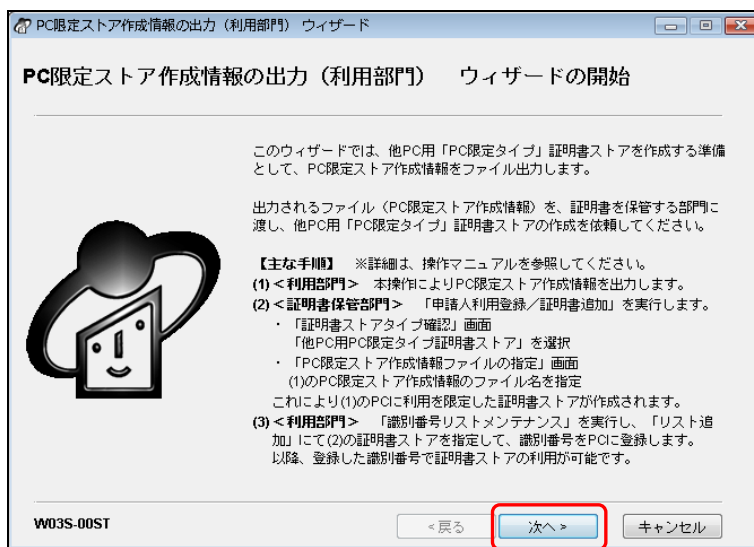 PC限定ストア作成情報の出力（利用部門） ウィザード
PC限定ストア作成情報の出力（利用部門）　ウィザードの開始
このウィザードでは、他PC用「PC限定タイプ」証明書ストアを作成する準備
として、PC限定ストア作成情報をファイル出力します。
出力されるファイル（PC限定ストア作成情報）を、証明書を保管する部門に
渡し、他PC用「PC限定タイプ」証明書ストアの作成を依頼してください。
【主な手順】　※詳細は、操作マニュアルを参照してください。
(1)＜利用部門＞　本操作によりPC限定ストア作成情報を出力します。
(2)＜証明書保管部門＞　「申請人利用登録／証明書追加」を実行します。
・「証明書ストアタイプ確認」画面
「他PC用PC限定タイプ証明書ストア」を選択
・「PC限定ストア作成情報ファイルの指定」画面
(1)のPC限定ストア作成情報のファイル名を指定
これにより(1)のPCに利用を限定した証明書ストアが作成されます。
(3)＜利用部門＞　「識別番号リストメンテナンス」を実行し、「リスト追
加」にて(2)の証明書ストアを指定して、識別番号をPCに登録します。
以降、登録した識別番号で証明書ストアの利用が可能です。
W03S-00ST
<戻る
次へ>
キャンセル